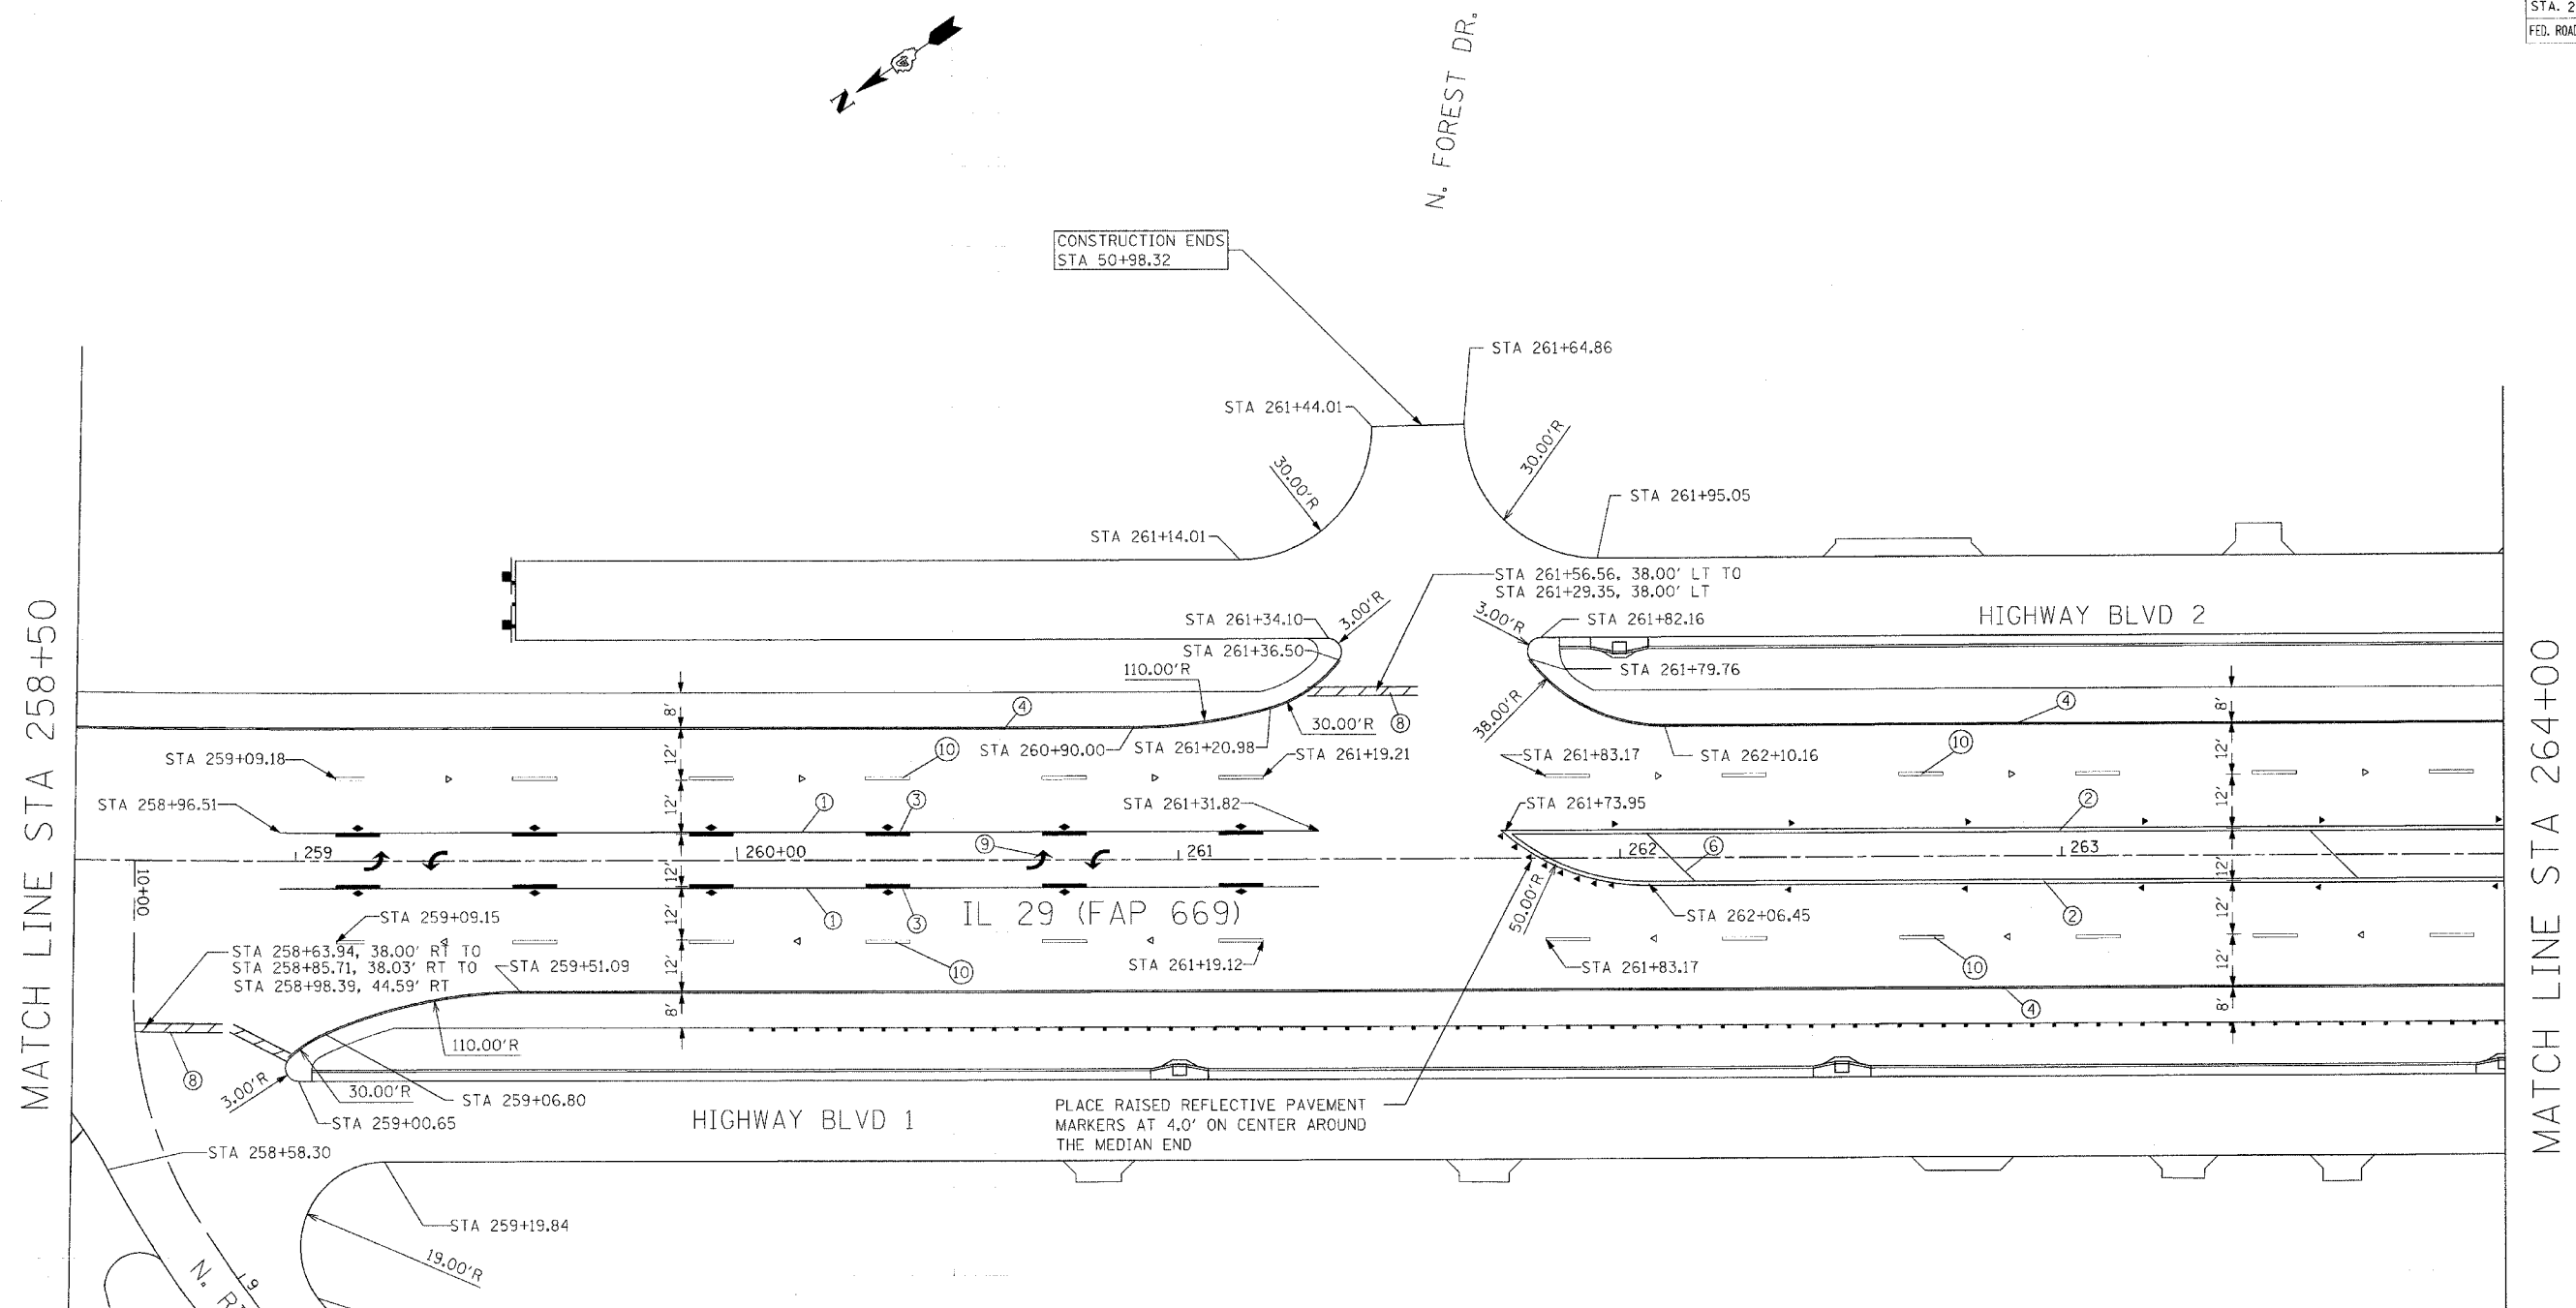 STA. 2
FED. ROAD
N
N. FOREST DR.
CONSTRUCTION ENDS
STA 50+98.32
STA 261+64.86
STA 261+44.01
30.00'R
30.00'R
STA 261+95.05
STA 261+14.01
STA 261+56.56, 38.00' LT TO
STA 261+29.35, 38.00' LT
HIGHWAY BLVD 2
STA 261+34.10
3.00'R
3.00'R
STA 261+82.16
STA 261+36.50
STA 261+79.76
110.00'R
8'
4
30.00'R
8
38.00'R
4
8'
STA 260+90.00
STA 261+20.98
STA 261+19.21
STA 261+83.17
STA 262+10.16
10
10
12'
12'
STA 259+09.18
STA 258+96.51
12'
1
3
STA 261+31.82
STA 261+73.95
2
12'
MATCH LINE STA 258+50
MATCH LINE STA 264+00
259
260+00
9
261
262
6
263
10+00
12'
12'
1
3
IL 29 (FAP 669)
50.00'R
STA 262+06.45
2
12'
12'
STA 259+09.15
STA 258+63.94, 38.00' RT TO
STA 258+85.71, 38.03' RT TO
STA 258+98.39, 44.59' RT
STA 259+51.09
12'
10
STA 261+19.12
STA 261+83.17
10
12'
8'
4
8'
110.00'R
8
3.00'R
30.00'R
STA 259+06.80
STA 259+00.65
HIGHWAY BLVD 1
PLACE RAISED REFLECTIVE PAVEMENT
MARKERS AT 4.0' ON CENTER AROUND
THE MEDIAN END
STA 258+58.30
STA 259+19.84
19.00'R
9